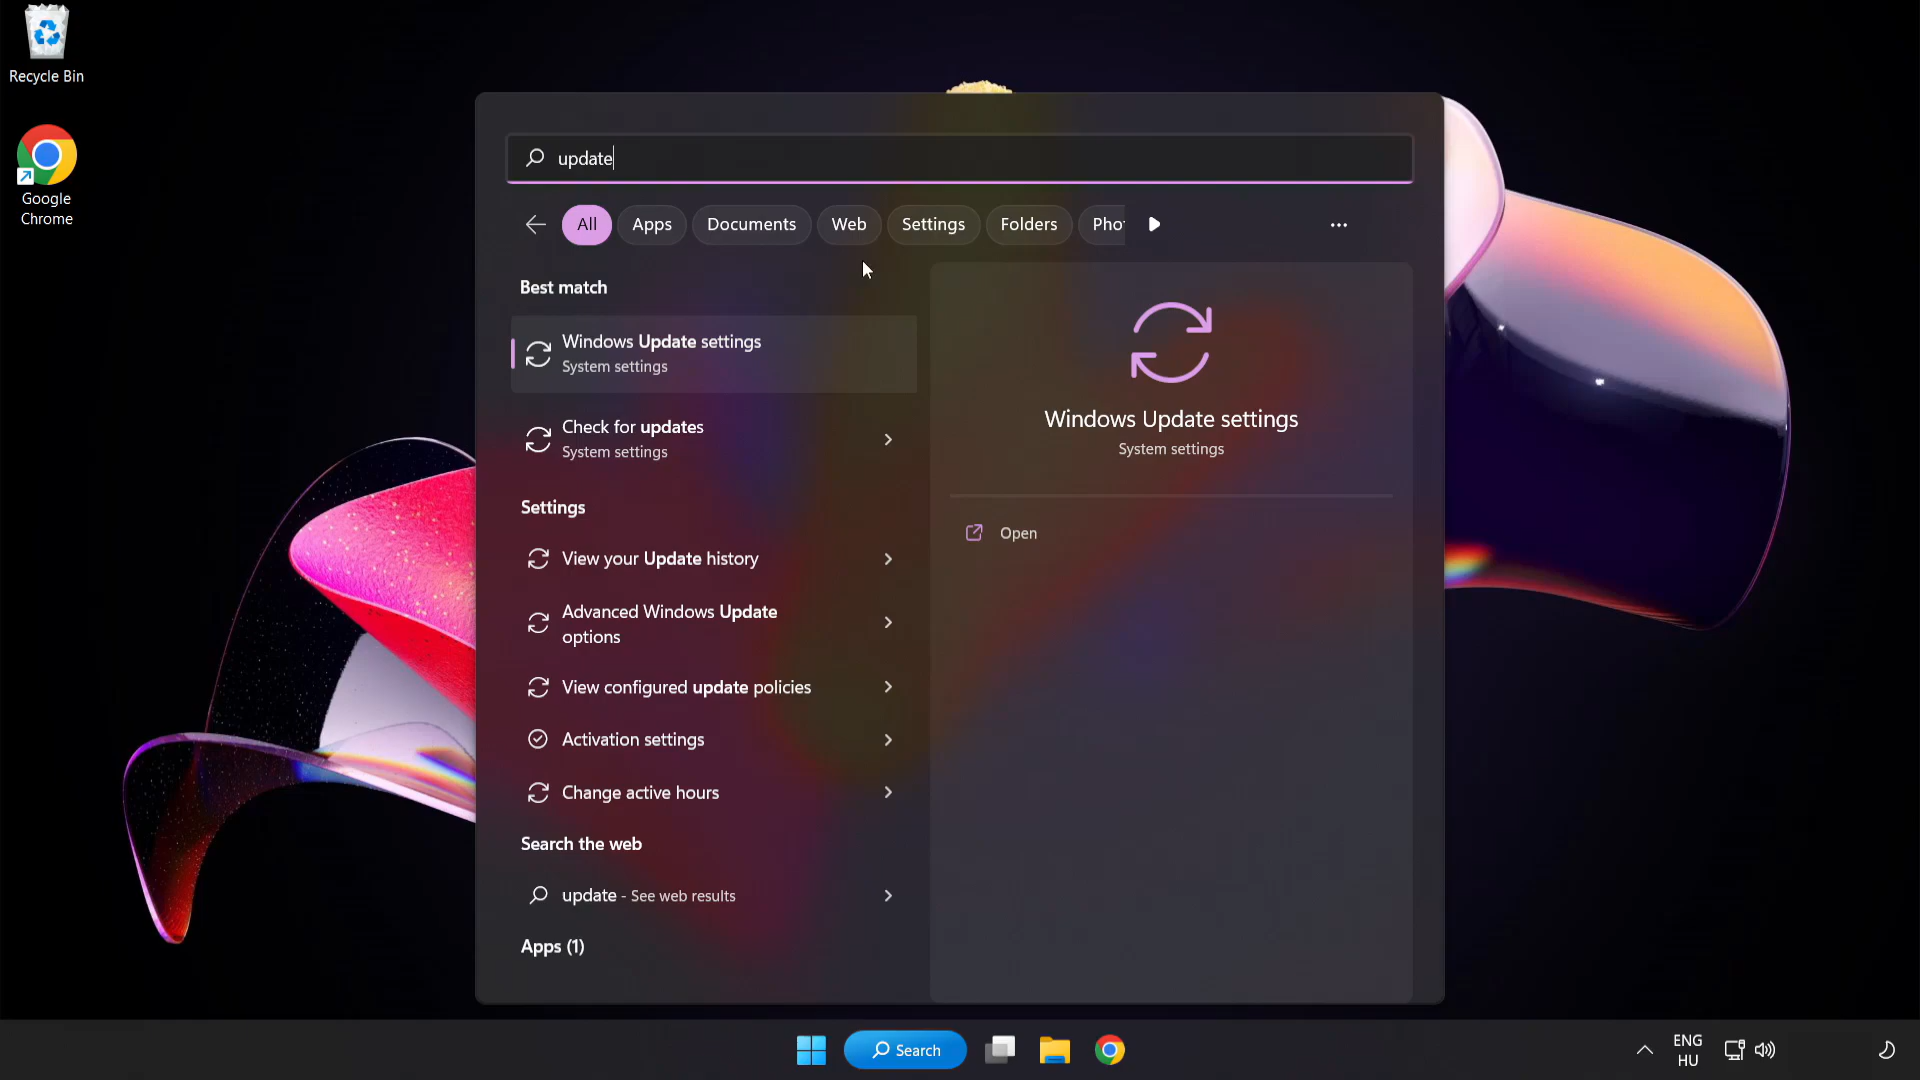 Recycle Bin
Google
Chrome
update
All
Apps
Documents
Web
Settings
Folders
Pho
Best match
Windows Update settings
System settings
Check for updates
System settings
Settings
View your Update history
Advanced Windows Update
options
View configured update policies
Activation settings
Change active hours
Search the web
update - See web results
Apps (1)
Windows Update settings
System settings
Open
Search
ENG
HU